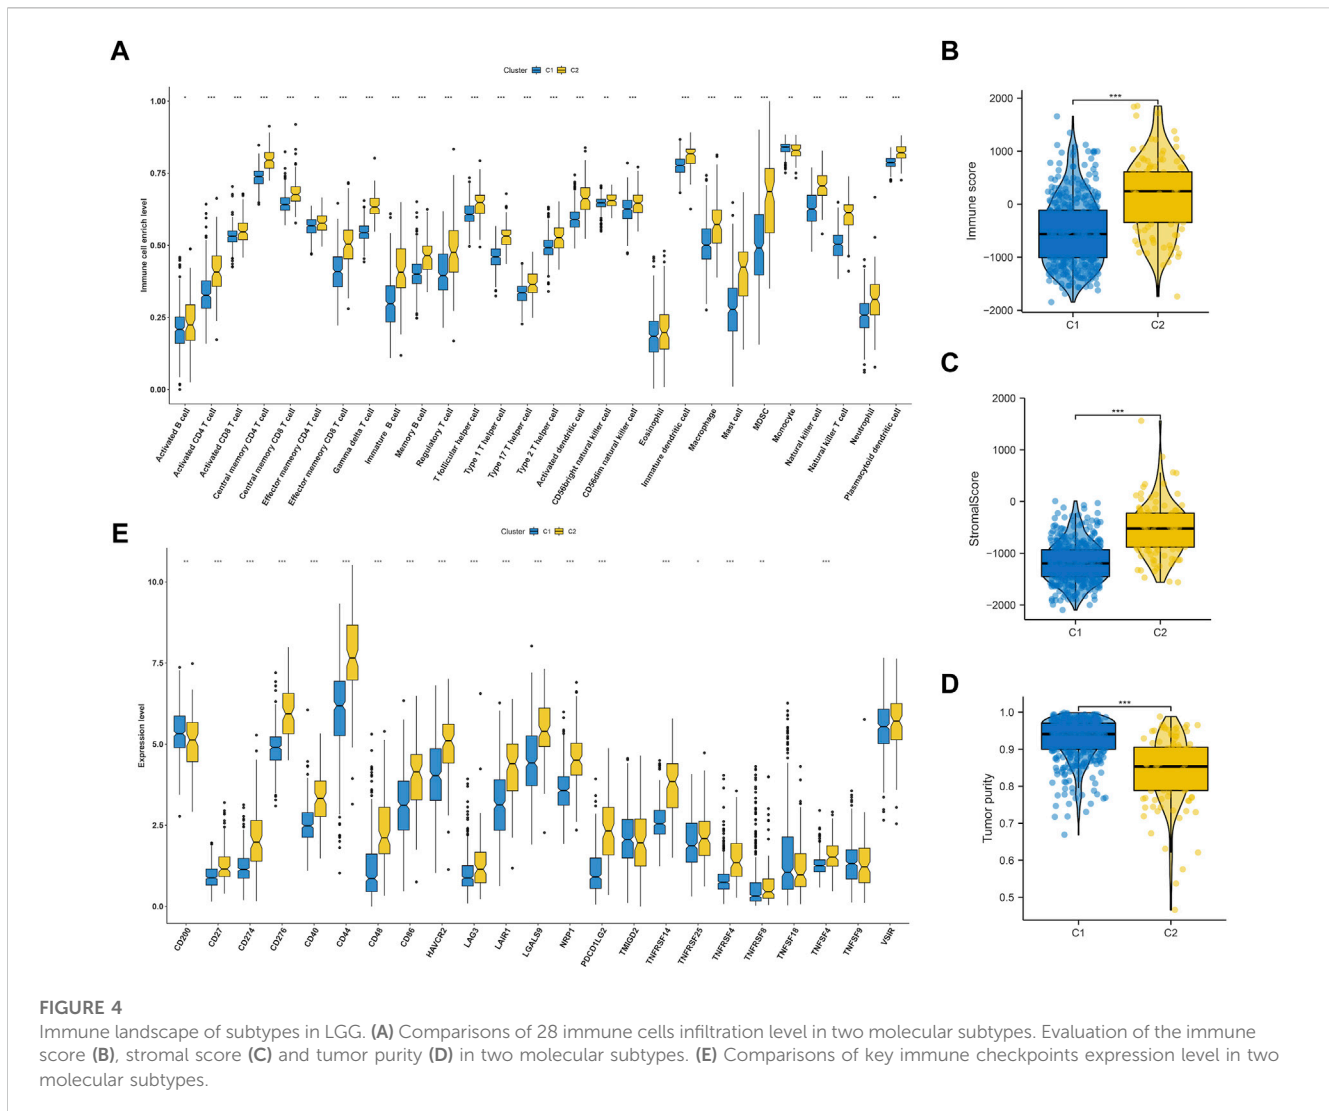 A
Cluster C1 C2
* *** *** *** *** ** *** *** *** *** *** *** *** *** *** *** ** *** *** *** *** *** ** *** *** *** ***
Immune cell enrich level
1.00
0.75
0.50
0.25
0.00
Activated B cell
Activated CD4 T cell
Activated CD8 T cell
Central memory CD4 T cell
Central memory CD8 T cell
Effector memeory CD4 T cell
Effector memeory CD8 T cell
Gamma delta T cell
Immature B cell
Memory B cell
Regulatory T cell
T follicular helper cell
Type 1 T helper cell
Type 17 T helper cell
Type 2 T helper cell
Activated dendritic cell
CD56bright natural killer cell
CD56dim natural killer cell
Eosinophil
Immature dendritic cell
Macrophage
Mast cell
MDSC
Monocyte
Natural killer cell
Natural killer T cell
Neutrophil
Plasmacytoid dendritic cell
B
***
Immune score
2000
1000
0
−1000
−2000
C1 C2
C
***
StromalScore
2000
1000
0
−1000
−2000
C1 C2
D
***
Tumor purity
1.0
0.9
0.8
0.7
0.6
0.5
C1 C2
E
Cluster C1 C2
** *** *** *** *** *** *** *** *** *** *** *** *** *** *** * *** ** ***
Expression level
10.0
7.5
5.0
2.5
0.0
CD200
CD27
CD274
CD276
CD40
CD44
CD48
CD86
HAVCR2
LAG3
LAIR1
LGALS9
NRP1
PDCD1LG2
TMIGD2
TNFRSF14
TNFRSF25
TNFRSF4
TNFRSF8
TNFSF18
TNFSF4
TNFSF9
VSIR
FIGURE 4
Immune landscape of subtypes in LGG. (A) Comparisons of 28 immune cells infiltration level in two molecular subtypes. Evaluation of the immune
score (B), stromal score (C) and tumor purity (D) in two molecular subtypes. (E) Comparisons of key immune checkpoints expression level in two
molecular subtypes.